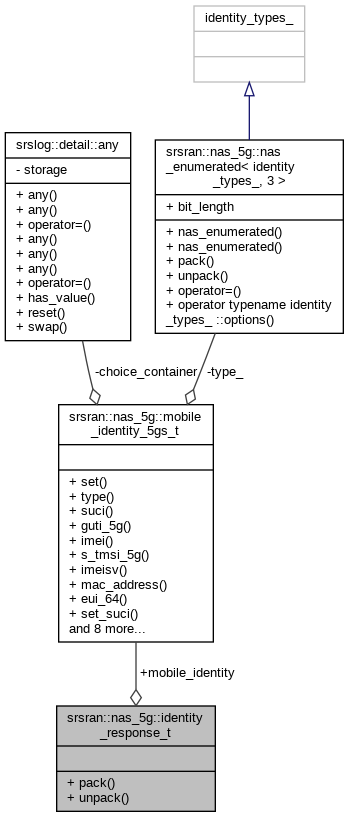 identity_types_
srslog::detail::any
- storage
+ any()
+ any()
+ operator=()
+ any()
+ any()
+ any()
+ operator=()
+ has_value()
+ reset()
+ swap()
srsran::nas_5g::nas
_enumerated< identity
_types_, 3 >
+ bit_length
+ nas_enumerated()
+ nas_enumerated()
+ pack()
+ unpack()
+ operator=()
+ operator typename identity
_types_ ::options()
-choice_container
-type_
srsran::nas_5g::mobile
_identity_5gs_t
+ set()
+ type()
+ suci()
+ guti_5g()
+ imei()
+ s_tmsi_5g()
+ imeisv()
+ mac_address()
+ eui_64()
+ set_suci()
and 8 more...
+mobile_identity
srsran::nas_5g::identity
_response_t
+ pack()
+ unpack()